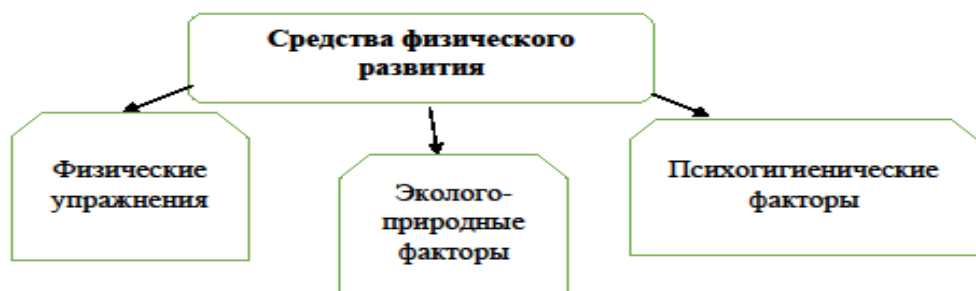 Средства физического
развития
Физические
упражнения
Эколого-
природные
факторы
Психогигиенические
факторы